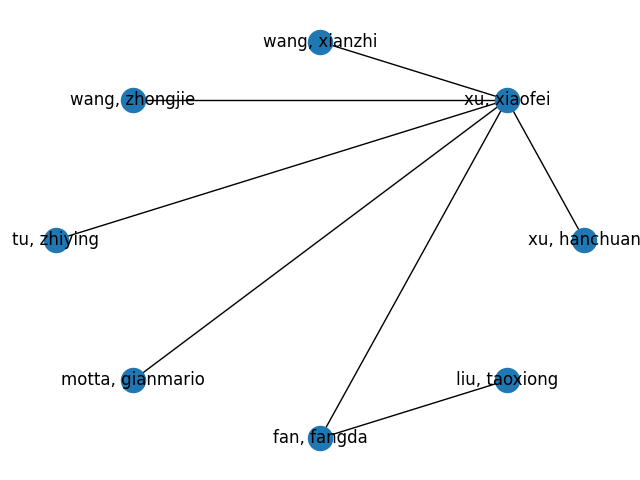 wang, xianzhi
wang, zhongjie
xu, xiaofei
tu, zhiying
xu, hanchuan
motta, gianmario
liu, taoxiong
fan, fangda